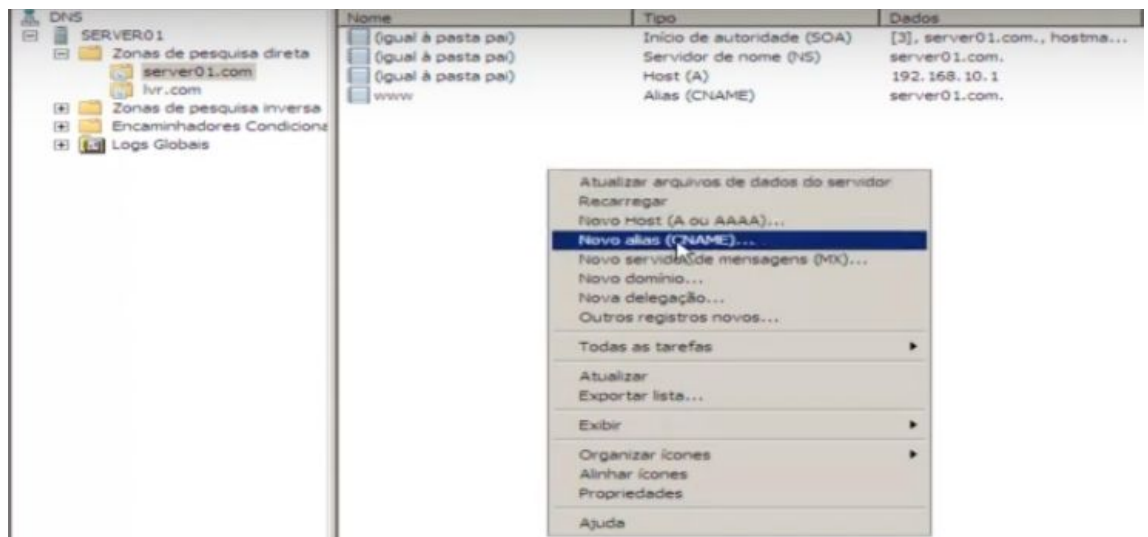 DNS
SERVER01
Zonas de pesquisa direta
server01.com
lvr.com
Zonas de pesquisa inversa
Encaminhadores Condiciona
Logs Globais
Nome Tipo Dados
(igual à pasta pai) Início de autoridade (SOA) [3], server01.com., hostma...
(igual à pasta pai) Servidor de nome (NS) server01.com.
(igual à pasta pai) Host (A) 192.168.10.1
www Alias (CNAME) server01.com.
Atualizar arquivos de dados do servidor
Recarregar
Novo Host (A ou AAAA)...
Novo alias (CNAME)...
Novo servidor de mensagens (MX)...
Novo domínio...
Nova delegação...
Outros registros novos...
Todas as tarefas
Atualizar
Exportar lista...
Exibir
Organizar ícones
Alinhar ícones
Propriedades
Ajuda